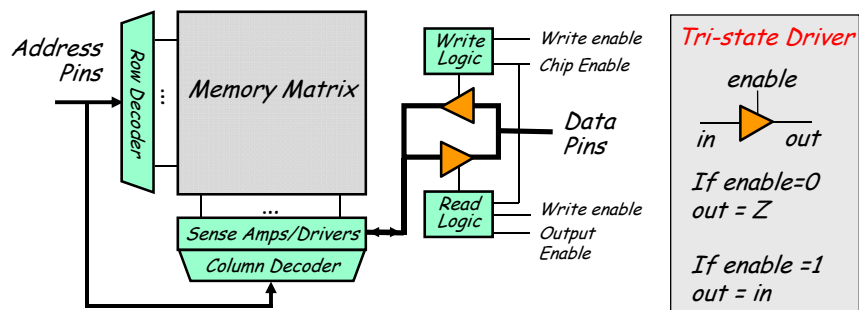 Address
Pins
Row Decoder
...
Memory Matrix
...
Sense Amps/Drivers
Column Decoder
Write
Logic
Write enable
Chip Enable
Data
Pins
Read
Logic
Write enable
Output
Enable
Tri-state Driver
enable
in
out
If enable=0
out = Z
If enable =1
out = in